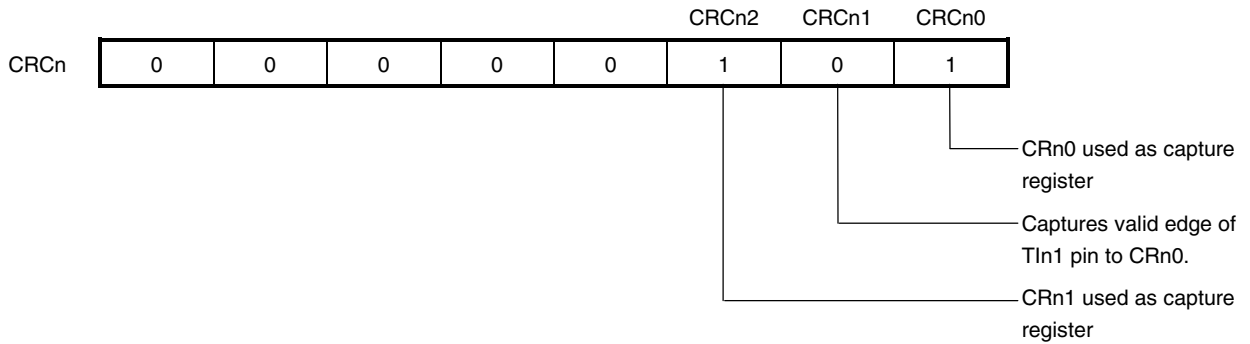 CRCn2 CRCn1 CRCn0
CRCn 0 0 0 0 0 1 0 1
CRn0 used as capture
register
Captures valid edge of
TIn1 pin to CRn0.
CRn1 used as capture
register